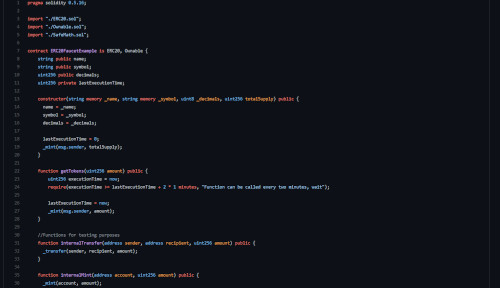 1 pragma solidity 0.5.16;
2
3 import "./ERC20.sol";
4 import "./Ownable.sol";
5 import "./SafeMath.sol";
6
7 contract ERC20FaucetExample is ERC20, Ownable {
8 string public name;
9 string public symbol;
10 uint256 public decimals;
11 uint256 private lastExecutionTime;
12
13 constructor(string memory _name, string memory _symbol, uint8 _decimals, uint256 totalSupply) public {
14 name = _name;
15 symbol = _symbol;
16 decimals = _decimals;
17
18 lastExecutionTime = 0;
19 _mint(msg.sender, totalSupply);
20 }
21
22 function getTokens(uint256 amount) public {
23 uint256 executionTime = now;
24 require(executionTime >= lastExecutionTime + 2 * 1 minutes, "Function can be called every two minutes, wait");
25
26 lastExecutionTime = now;
27 _mint(msg.sender, amount);
28 }
29
30 //Functions for testing purposes
31 function internalTransfer(address sender, address recipient, uint256 amount) public {
32 _transfer(sender, recipient, amount);
33 }
34
35 function internalMint(address account, uint256 amount) public {
36 _mint(account, amount);